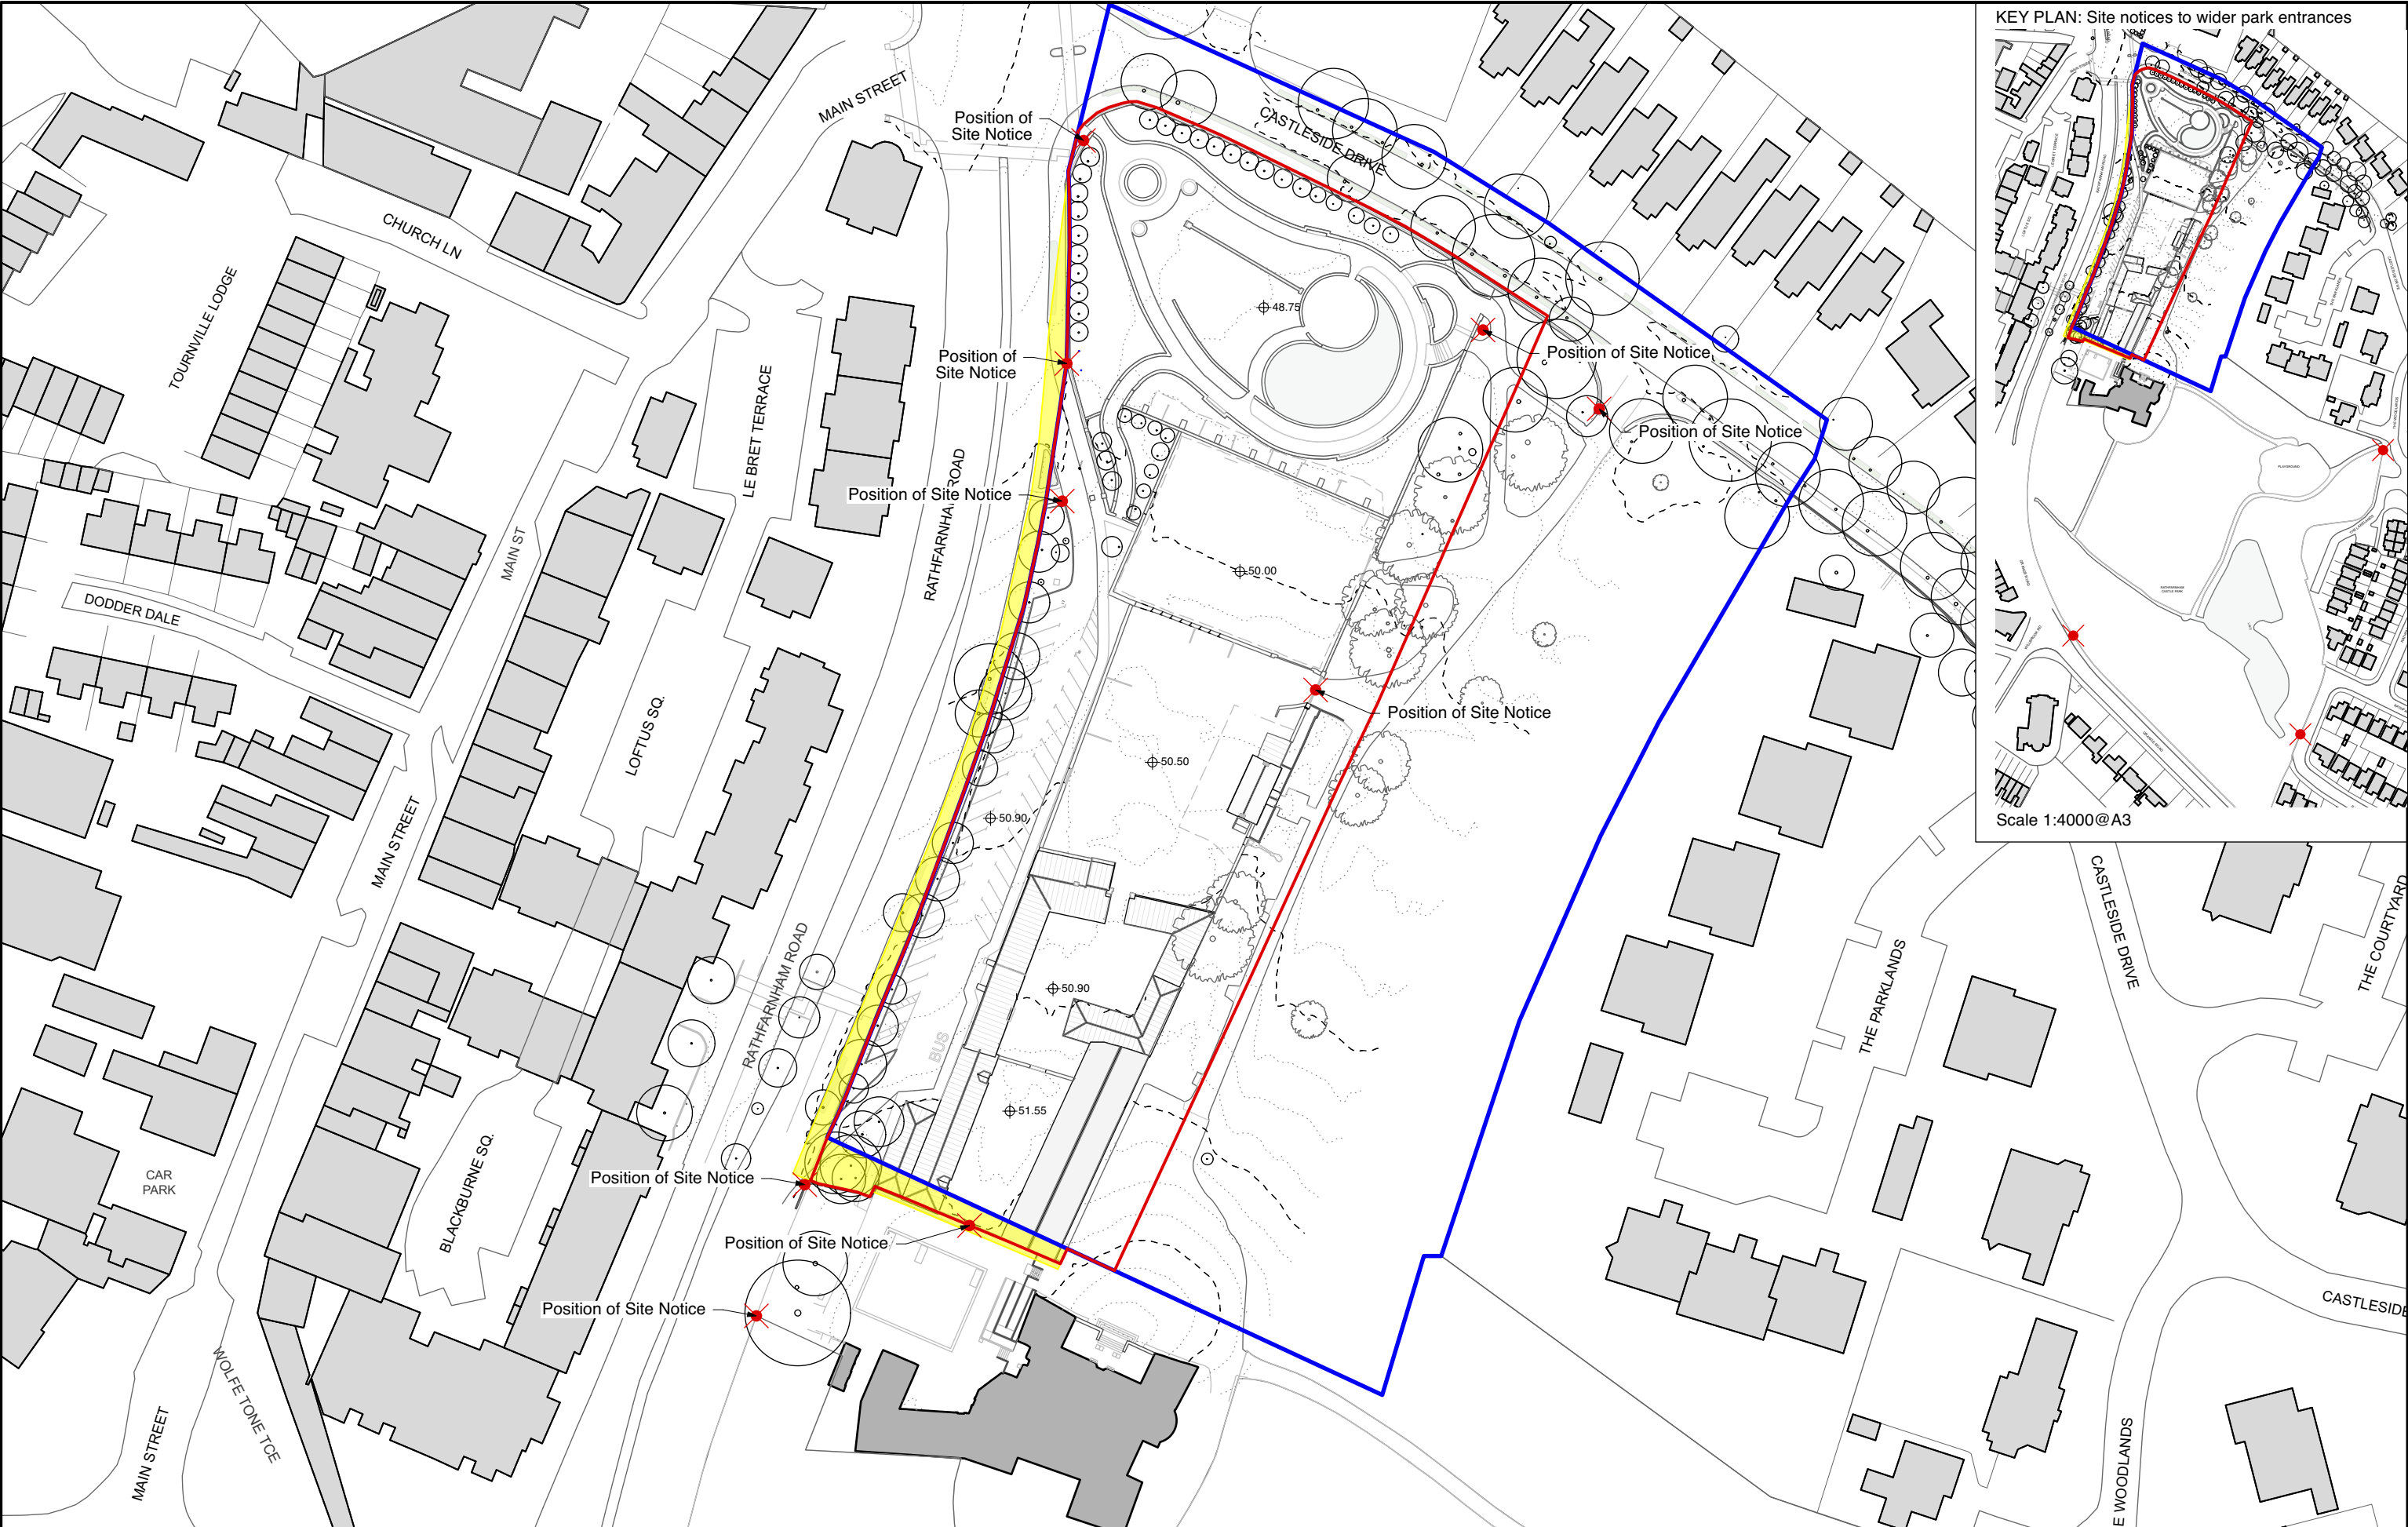 KEY PLAN: Site notices to wider park entrances
MAIN STREET
Position of
Site Notice
CASTLESIDE DRIVE
CHURCH LN
TOURNVILLE LODGE
48.75
Position of
Site Notice
Position of Site Notice
LE BRET TERRACE
Position of Site Notice
RATHFARNHAM ROAD
Position of Site Notice
MAIN ST
50.00
DODDER DALE
Position of Site Notice
LOFTUS SQ.
50.50
50.90
MAIN STREET
Scale 1:4000@A3
CASTLESIDE DRIVE
THE COURTYARD
RATHFARNHAM ROAD
THE PARKLANDS
50.90
BUS
51.55
CAR
PARK
BLACKBURNE SQ.
Position of Site Notice
Position of Site Notice
Position of Site Notice
CASTLESIDE
WOLFE TONE TCE
MAIN STREET
E WOODLANDS
PLAYGROUND